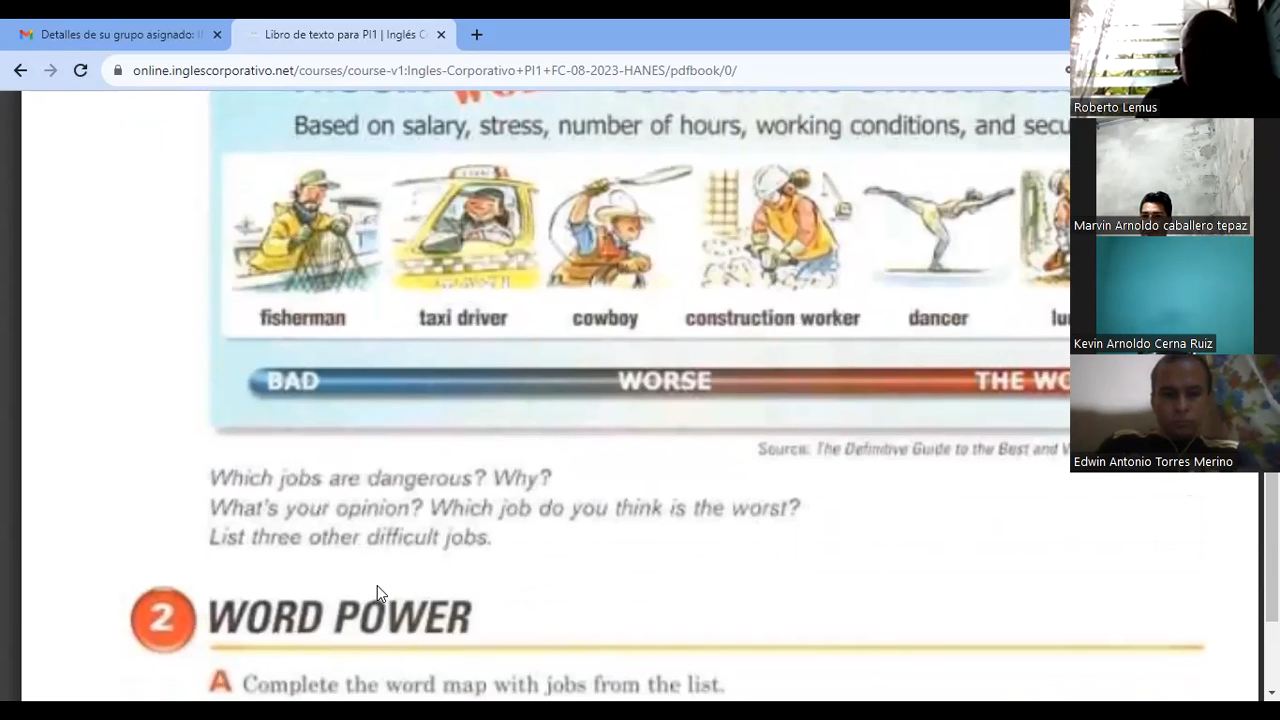 Detalles de su grupo asignado:
Libro de texto para PI1 |
online.inglescorporativo.net/courses/course-v1
+PI1+FC-08-2023-HANES/pdfbook/0/
Based on salary, stress, number of hours, working conditions, and secu
fisherman
taxi driver
cowboy
construction worker
dancer
lu
BAD
WORSE
THE WO
Source: The Definitive Guide to the Best and W
Which jobs are dangerous? Why?
What's your opinion? Which job do you think is the worst?
List three other difficult jobs.
2 WORD POWER
A Complete the word map with jobs from the list.
Roberto Lemus
Marvin Arnoldo caballero tepaz
Kevin Arnoldo Cerna Ruiz
Edwin Antonio Torres Merino